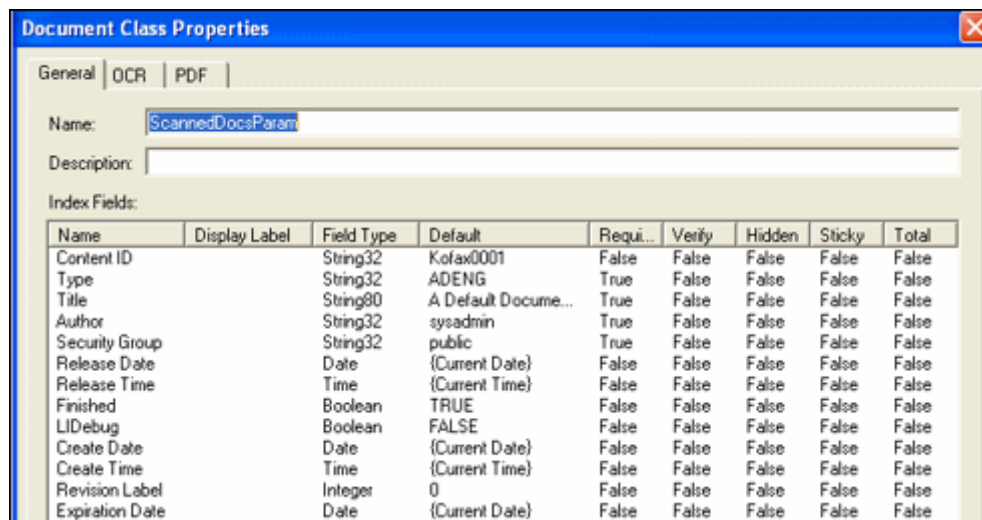 Document Class Properties
General OCR PDF
Name: ScannedDocsParam
Description:
Index Fields:
Name Display Label Field Type Default Requi... Verify Hidden Sticky Total
Content ID String32 Kofax0001 False False False False False
Type String32 ADENG True False False False False
Title String80 A Default Docume... True False False False False
Author String32 sysadmin True False False False False
Security Group String32 public True False False False False
Release Date Date {Current Date} False False False False False
Release Time Time {Current Time} False False False False False
Finished Boolean TRUE False False False False False
LIDebug Boolean FALSE False False False False False
Create Date Date {Current Date} False False False False False
Create Time Time {Current Time} False False False False False
Revision Label Integer 0 False False False False False
Expiration Date Date {Current Date} False False False False False